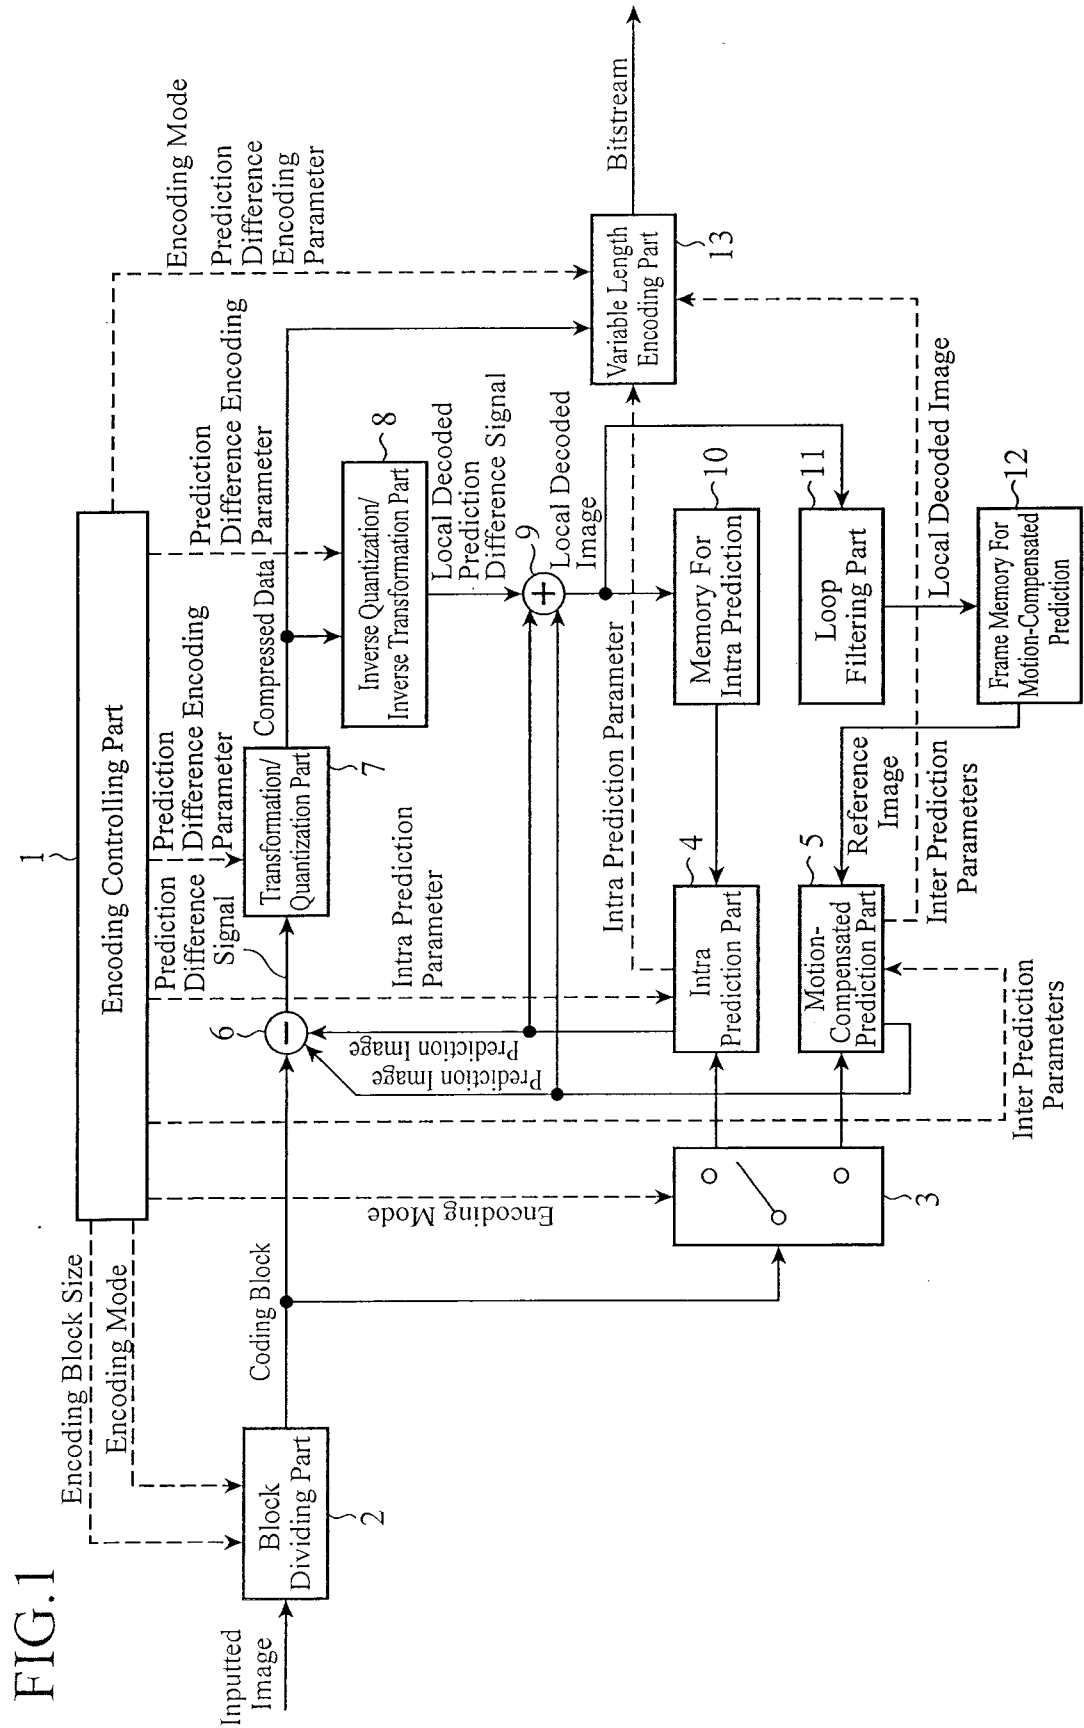 FIG.1
1
Encoding Controlling Part
Encoding Block Size
Encoding Mode
Encoding Mode
Prediction
Difference
Encoding
Parameter
Prediction
Difference
Signal
Prediction
Difference Encoding
Parameter
Prediction
Difference Encoding
Parameter
Inputted
Image
Block
Dividing Part
2
Coding Block
6
Transformation/
Quantization Part
7
Compressed Data
Inverse Quantization/
Inverse Transformation Part
8
Local Decoded
Prediction
Difference Signal
Intra Prediction
Parameter
Prediction Image
Prediction Image
Encoding Mode
9
Local Decoded
Image
Intra Prediction Parameter
Variable Length
Encoding Part
13
Bitstream
3
Intra
Prediction Part
4
Memory For
Intra Prediction
10
Motion-
Compensated
Prediction Part
5
Reference
Image
Loop
Filtering Part
11
Local Decoded Image
Inter Prediction
Parameters
Frame Memory For
Motion-Compensated
Prediction
12
Inter Prediction
Parameters